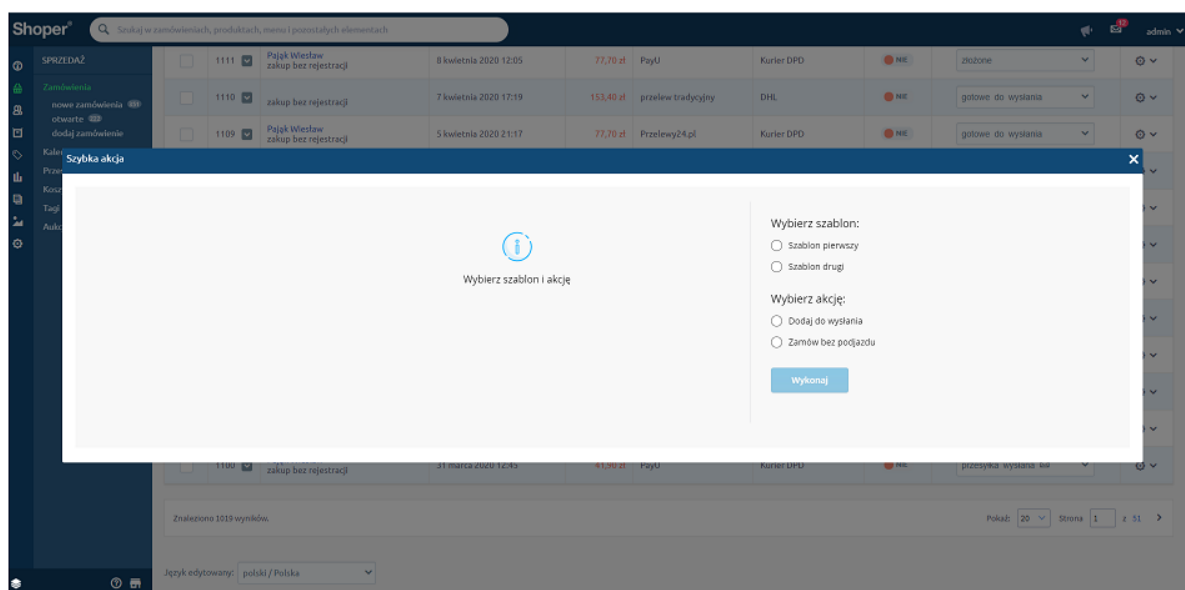 Shoper®
Szukaj w zamówieniach, produktach, menu i pozostałych elementach
admin
SPRZEDAŻ
Zamówienia
nowe zamówienia
otwarte
dodaj zamówienie
1111 Pająk Wiesław zakup bez rejestracji 8 kwietnia 2020 12:05 77,70 zł PayU Kurier DPD NIE złożone
1110 zakup bez rejestracji 7 kwietnia 2020 17:19 153,40 zł przelew tradycyjny DHL NIE gotowe do wysłania
1109 Pająk Wiesław zakup bez rejestracji 5 kwietnia 2020 21:17 77,70 zł Przelewy24.pl Kurier DPD NIE gotowe do wysłania
Szybka akcja
Wybierz szablon i akcję
Wybierz szablon:
Szablon pierwszy
Szablon drugi
Wybierz akcję:
Dodaj do wysłania
Zamów bez podjazdu
Wykonaj
Tagi
1100 zakup bez rejestracji 31 marca 2020 12:45 41,90 zł PayU Kurier DPD NIE przesyłka wysłana
Znaleziono 1019 wyników.
Pokaż: 20 Strona 1 z 51
Język edytowany: polski / Polska